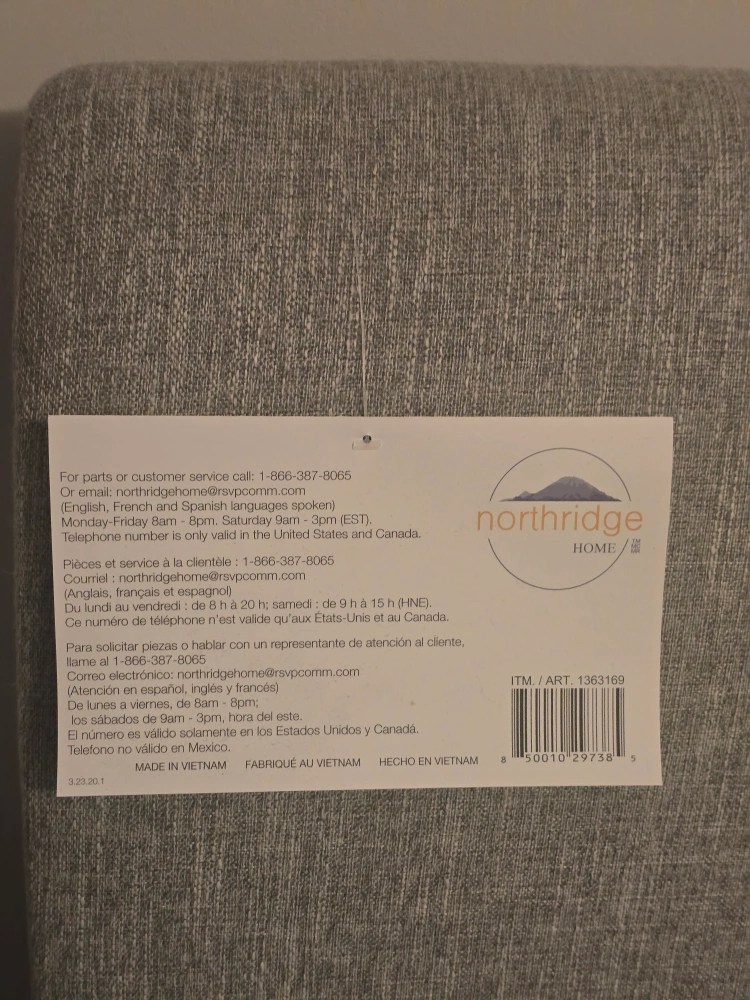 For parts or customer service call: 1-866-387-8065
Or email: northridgehome@rsvpcomm.com
(English, French and Spanish languages spoken)
Monday-Friday 8am - 8pm. Saturday 9am - 3pm (EST).
Telephone number is only valid in the United States and Canada.
Pièces et service à la clientèle : 1-866-387-8065
Courriel : northridgehome@rsvpcomm.com
(Anglais, français et espagnol)
Du lundi au vendredi : de 8 h à 20 h; samedi : de 9 h à 15 h (HNE).
Ce numéro de téléphone n'est valide qu'aux États-Unis et au Canada.
Para solicitar piezas o hablar con un representante de atención al cliente,
llame al 1-866-387-8065
Correo electrónico: northridgehome@rsvpcomm.com
(Atención en español, inglés y francés)
De lunes a viernes, de 8am - 8pm;
los sábados de 9am - 3pm, hora del este.
El número es válido solamente en los Estados Unidos y Canadá.
Telefono no válido en Mexico.
MADE IN VIETNAM FABRIQUÉ AU VIETNAM HECHO EN VIETNAM
3.23.20.1
northridge
HOME
ITM. / ART. 1363169
8 50010 29738 5